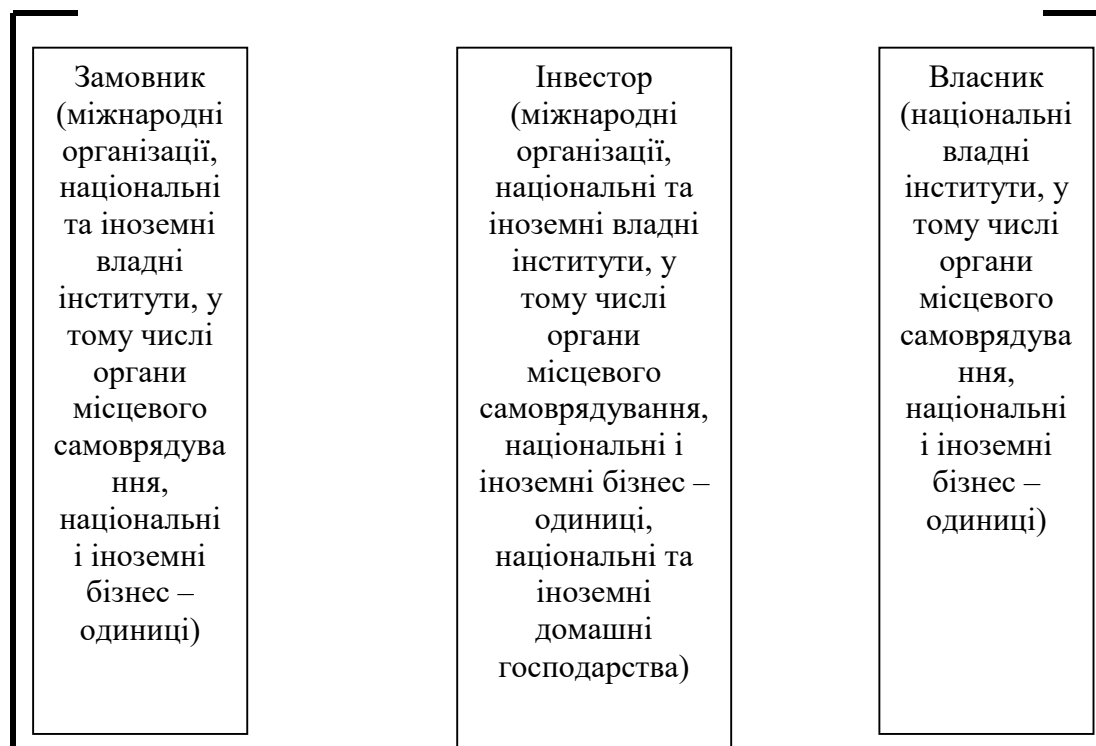 Замовник
(міжнародні
організації,
національні
та іноземні
владні
інститути, у
тому числі
органи
місцевого
самоврядува
ння,
національні
і іноземні
бізнес –
одиниці)
Інвестор
(міжнародні
організації,
національні та
іноземні владні
інститути, у
тому числі
органи
місцевого
самоврядування,
національні і
іноземні бізнес –
одиниці,
національні та
іноземні
домашні
господарства)
Власник
(національні
владні
інститути, у
тому числі
органи
місцевого
самоврядува
ння,
національні
і іноземні
бізнес –
одиниці)